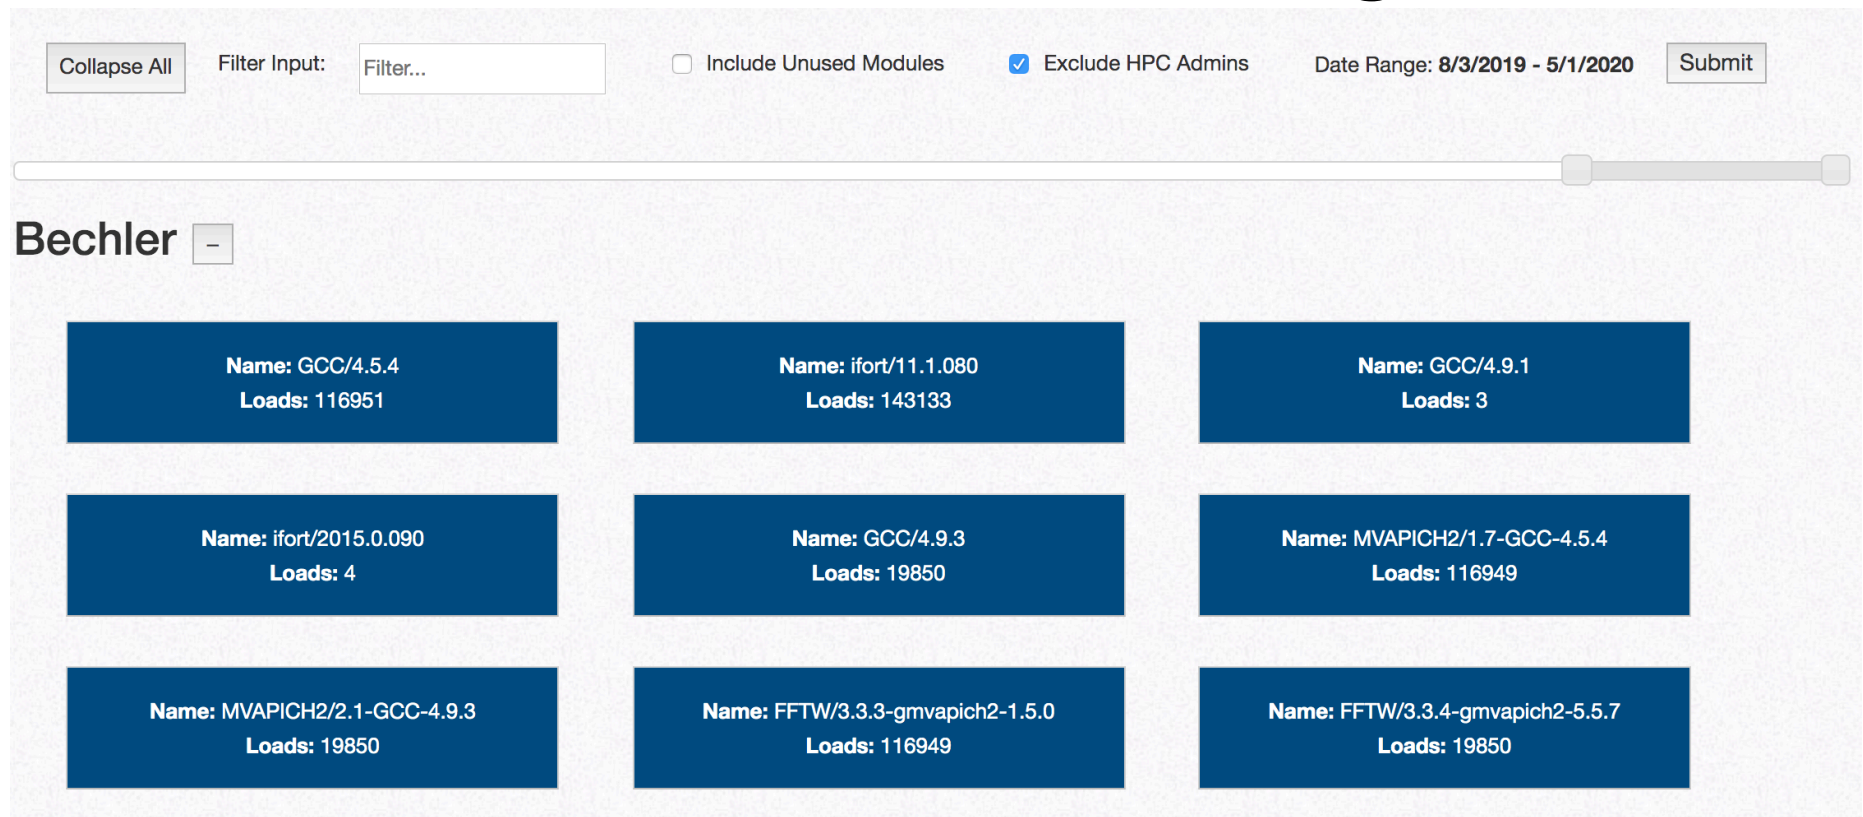 Collapse All Filter Input: Filter... Include Unused Modules Exclude HPC Admins Date Range: 8/3/2019 - 5/1/2020 Submit
Bechler –
Name: GCC/4.5.4
Loads: 116951
Name: ifort/11.1.080
Loads: 143133
Name: GCC/4.9.1
Loads: 3
Name: ifort/2015.0.090
Loads: 4
Name: GCC/4.9.3
Loads: 19850
Name: MVAPICH2/1.7-GCC-4.5.4
Loads: 116949
Name: MVAPICH2/2.1-GCC-4.9.3
Loads: 19850
Name: FFTW/3.3.3-gmvapich2-1.5.0
Loads: 116949
Name: FFTW/3.3.4-gmvapich2-5.5.7
Loads: 19850